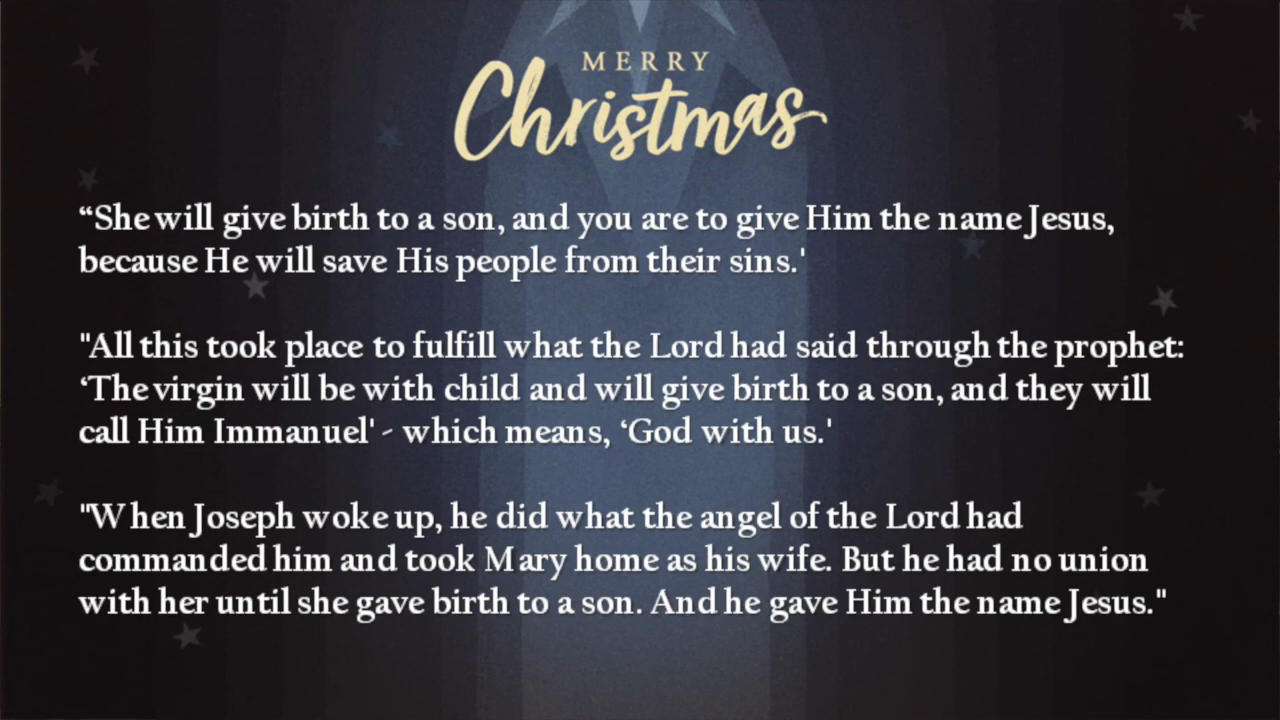 MERRY
Christmas
“She will give birth to a son, and you are to give Him the name Jesus,
because He will save His people from their sins.'
"All this took place to fulfill what the Lord had said through the prophet:
‘The virgin will be with child and will give birth to a son, and they will
call Him Immanuel' - which means, ‘God with us.'
"When Joseph woke up, he did what the angel of the Lord had
commanded him and took Mary home as his wife. But he had no union
with her until she gave birth to a son. And he gave Him the name Jesus."